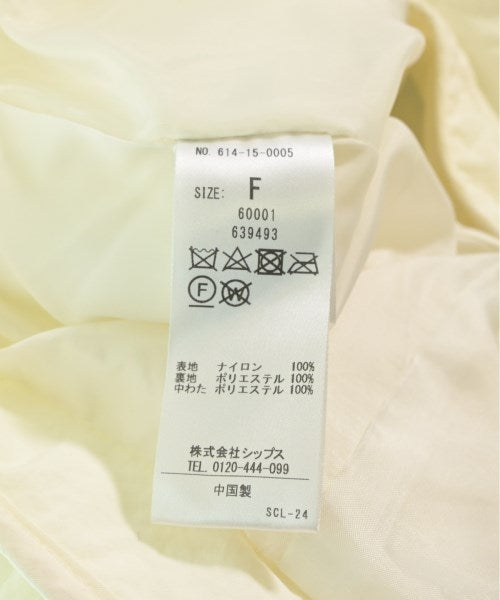 NO. 614-15-0005
SIZE: F
60001
639493
F W
表地 ナイロン 100%
裏地 ポリエステル 100%
中わた ポリエステル 100%
株式会社シップス
TEL. 0120-444-099
中国製
SCL-24